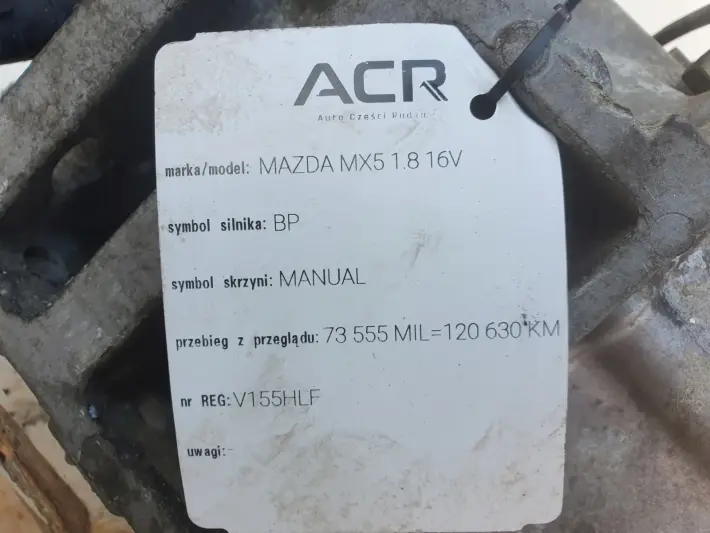 ACR
Auto Części
marka/model: MAZDA MX5 1.8 16V
symbol silnika: BP
symbol skrzyni: MANUAL
przebieg z przeglądu: 73 555 MIL=120 630 KM
nr REG: V155HLF
uwagi:-